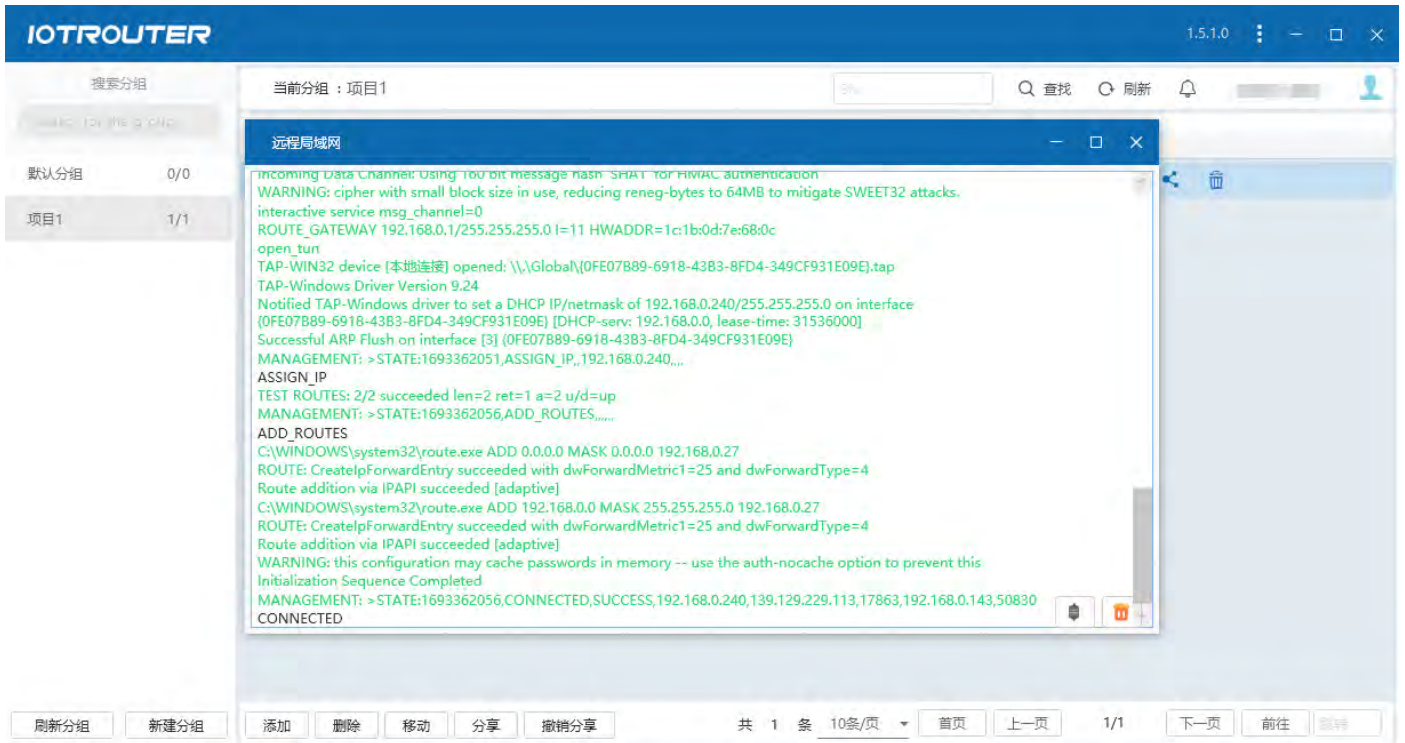 IOTROUTER
1.5.1.0
搜索分组
当前分组 ：项目1
查找
刷新
默认分组 0/0
项目1 1/1
远程局域网
Incoming Data Channel: Using 160 bit message hash 'SHA1' for HMAC authentication
WARNING: cipher with small block size in use, reducing reneg-bytes to 64MB to mitigate SWEET32 attacks.
interactive service msg_channel=0
ROUTE_GATEWAY 192.168.0.1/255.255.255.0 I=11 HWADDR=1c:1b:0d:7e:68:0c
open_tun
TAP-WIN32 device [本地连接] opened: \\.\Global\{0FE07B89-6918-43B3-8FD4-349CF931E09E}.tap
TAP-Windows Driver Version 9.24
Notified TAP-Windows driver to set a DHCP IP/netmask of 192.168.0.240/255.255.255.0 on interface
{0FE07B89-6918-43B3-8FD4-349CF931E09E} [DHCP-serv: 192.168.0.0, lease-time: 31536000]
Successful ARP Flush on interface [3] {0FE07B89-6918-43B3-8FD4-349CF931E09E}
MANAGEMENT: >STATE:1693362051,ASSIGN_IP,,192.168.0.240,,,,
ASSIGN_IP
TEST ROUTES: 2/2 succeeded len=2 ret=1 a=2 u/d=up
MANAGEMENT: >STATE:1693362056,ADD_ROUTES,,,,,,
ADD_ROUTES
C:\WINDOWS\system32\route.exe ADD 0.0.0.0 MASK 0.0.0.0 192.168.0.27
ROUTE: CreateIpForwardEntry succeeded with dwForwardMetric1=25 and dwForwardType=4
Route addition via IPAPI succeeded [adaptive]
C:\WINDOWS\system32\route.exe ADD 192.168.0.0 MASK 255.255.255.0 192.168.0.27
ROUTE: CreateIpForwardEntry succeeded with dwForwardMetric1=25 and dwForwardType=4
Route addition via IPAPI succeeded [adaptive]
WARNING: this configuration may cache passwords in memory -- use the auth-nocache option to prevent this
Initialization Sequence Completed
MANAGEMENT: >STATE:1693362056,CONNECTED,SUCCESS,192.168.0.240,139.129.229.113,17863,192.168.0.143,50830
CONNECTED
刷新分组 新建分组 添加 删除 移动 分享 撤销分享 共 1 条 10条/页 首页 上一页 1/1 下一页 前往 跳转